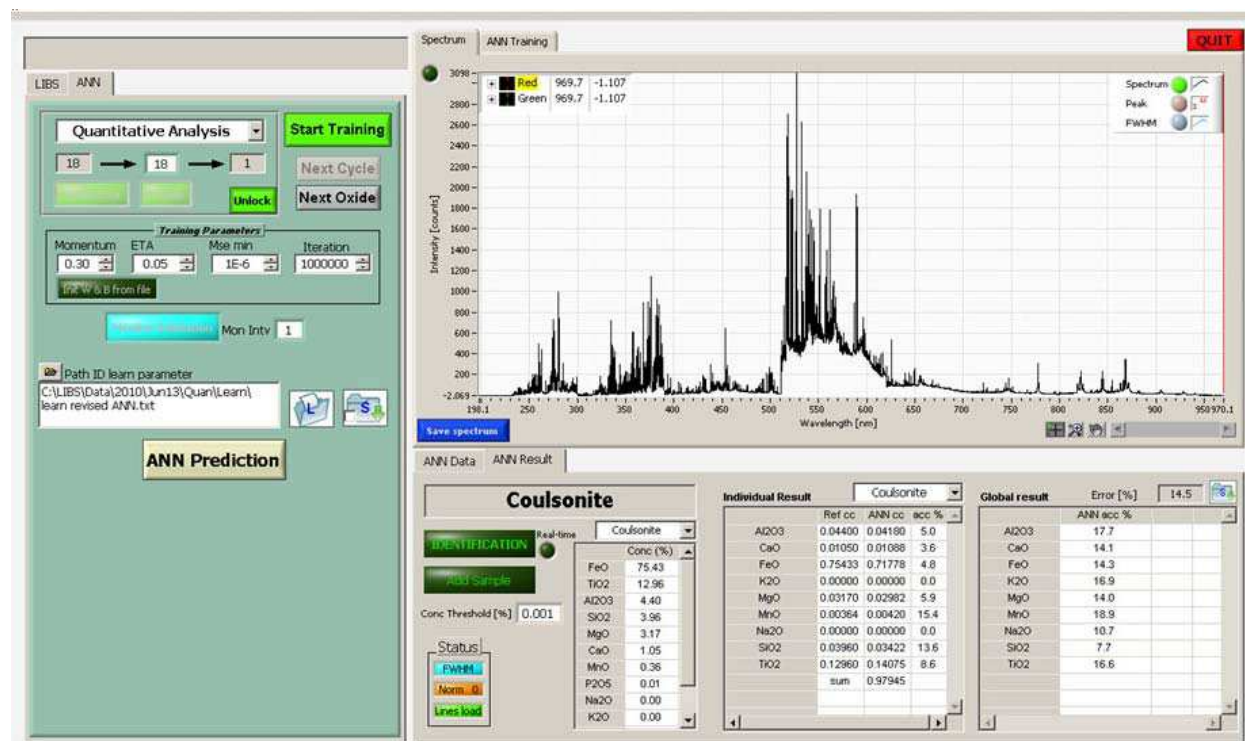 Spectrum ANN Training QUIT
LIBS ANN
Quantitative Analysis Start Training
18 18 1 Next Cycle
Unlock Next Oxide
Training Parameters
Momentum ETA Mse min Iteration
0.30 0.05 1E-6 1000000
Init W & B from file
Mon Intv 1
Path ID learn parameter
C:\LIBS\Data\2010\Jun13\Quan\Learn\
learn revised ANN.txt
L S
ANN Prediction
Red 969.7 -1.107
Green 969.7 -1.107
Spectrum
Peak
FWHM
3098
2800
2600
2400
2200
2000
1800
1600
1400
1200
1000
800
600
400
200
-2.069
Intensity [counts]
198.1 250 300 350 400 450 500 550 600 650 700 750 800 850 900 950 970.1
Wavelength [nm]
Save spectrum
ANN Data ANN Result
Coulsonite
IDENTIFICATION Real-time
Add Sample
Conc Threshold [%] 0.001
Status
FWHM
Norm 0
Lines load
Coulsonite
Conc (%)
FeO 75.43
TiO2 12.96
Al2O3 4.40
SiO2 3.96
MgO 3.17
CaO 1.05
MnO 0.36
P2O5 0.01
Na2O 0.00
K2O 0.00
Individual Result Coulsonite
Ref cc ANN cc acc %
Al2O3 0.04400 0.04180 5.0
CaO 0.01050 0.01088 3.6
FeO 0.75433 0.71778 4.8
K2O 0.00000 0.00000 0.0
MgO 0.03170 0.02982 5.9
MnO 0.00364 0.00420 15.4
Na2O 0.00000 0.00000 0.0
SiO2 0.03960 0.03422 13.6
TiO2 0.12960 0.14075 8.6
sum 0.97945
Global result Error [%] 14.5
ANN acc %
Al2O3 17.7
CaO 14.1
FeO 14.3
K2O 16.9
MgO 14.0
MnO 18.9
Na2O 10.7
SiO2 7.7
TiO2 16.6